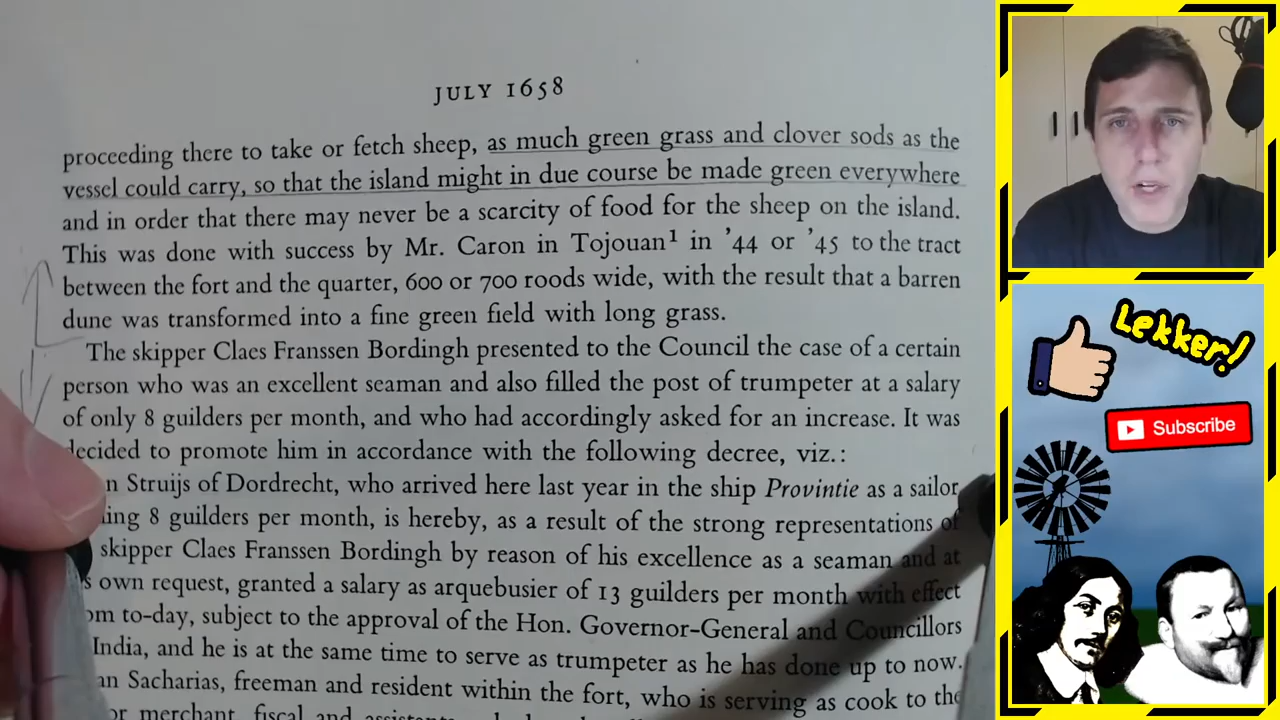 JULY 1658
proceeding there to take or fetch sheep, as much green grass and clover sods as the
vessel could carry, so that the island might in due course be made green everywhere
and in order that there may never be a scarcity of food for the sheep on the island.
This was done with success by Mr. Caron in Tojouan¹ in '44 or '45 to the tract
between the fort and the quarter, 600 or 700 roods wide, with the result that a barren
dune was transformed into a fine green field with long grass.
The skipper Claes Franssen Bordingh presented to the Council the case of a certain
person who was an excellent seaman and also filled the post of trumpeter at a salary
of only 8 guilders per month, and who had accordingly asked for an increase. It was
decided to promote him in accordance with the following decree, viz.:
n Struijs of Dordrecht, who arrived here last year in the ship Provintie as a sailor
ing 8 guilders per month, is hereby, as a result of the strong representations of
skipper Claes Franssen Bordingh by reason of his excellence as a seaman and at
s own request, granted a salary as arquebusier of 13 guilders per month with effect
om to-day, subject to the approval of the Hon. Governor-General and Councillors
India, and he is at the same time to serve as trumpeter as he has done up to now.
an Sacharias, freeman and resident within the fort, who is serving as cook to the
or merchant, fiscal and
Lekker!
Subscribe